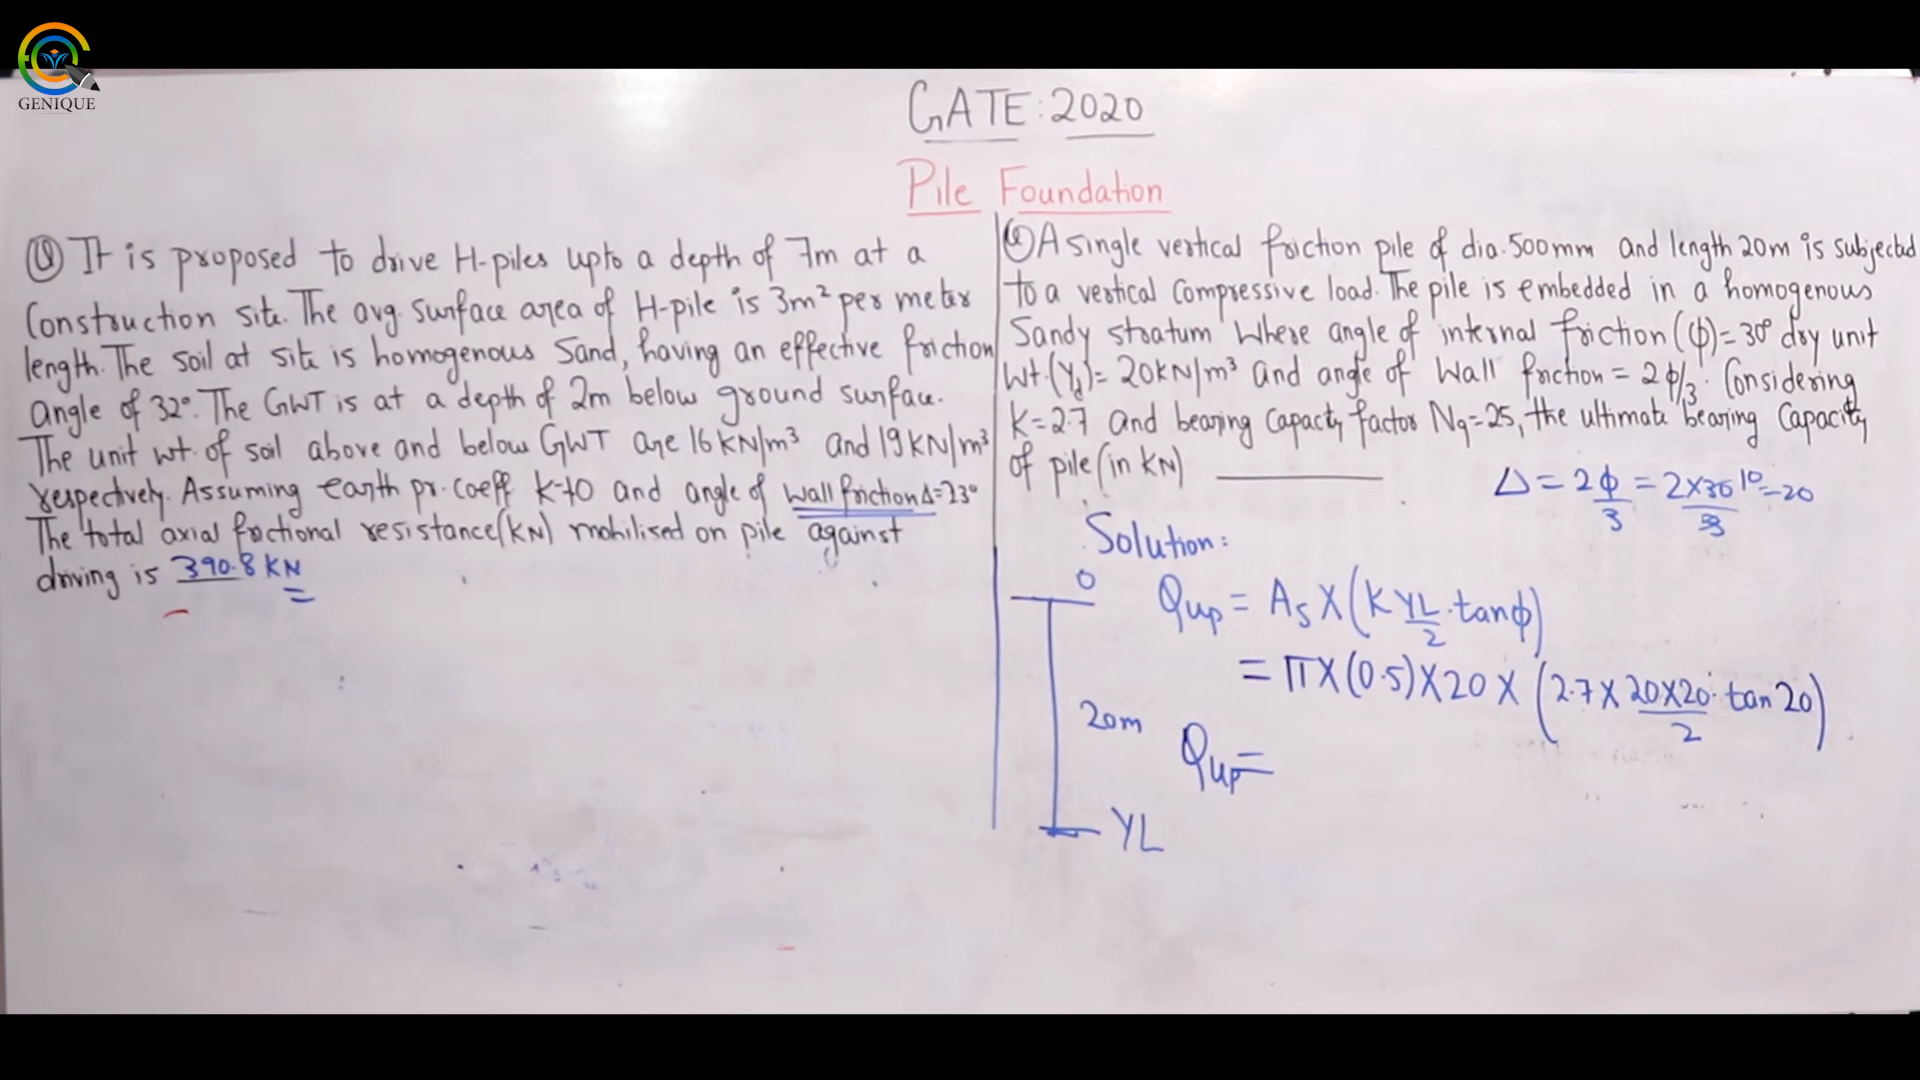 GENIQUE
GATE: 2020
Pile Foundation
Q It is proposed to drive H-piles upto a depth of 7m at a
Construction site. The avg. surface area of H-pile is 3m² per meter
length. The soil at site is homogenous sand, having an effective friction
angle of 32°. The GWT is at a depth of 2m below ground surface.
The unit wt. of soil above and below GWT are 16 KN/m³ and 19 KN/m³
respectively. Assuming earth pr. coeff K=1.0 and angle of wall friction Δ=23°
The total axial frictional resistance (KN) mobilised on pile against
driving is 390.8 KN
Q A single vertical friction pile of dia. 500mm and length 20m is subjected
to a vertical compressive load. The pile is embedded in a homogenous
Sandy stratum where angle of internal friction (φ)= 30° dry unit
wt. (γd)= 20KN/m³ and angle of wall friction = 2φ/3. Considering
K=2.7 and bearing capacity factor Nq=25, the ultimate bearing capacity
of pile (in KN)
Δ = 2φ/3 = 2×30/3 10 = 20
Solution:
Qup = As × (K γL/2 . tanφ)
= π × (0.5) × 20 × (2.7 × 20×20/2 . tan 20)
Qup =
0
20m
γL